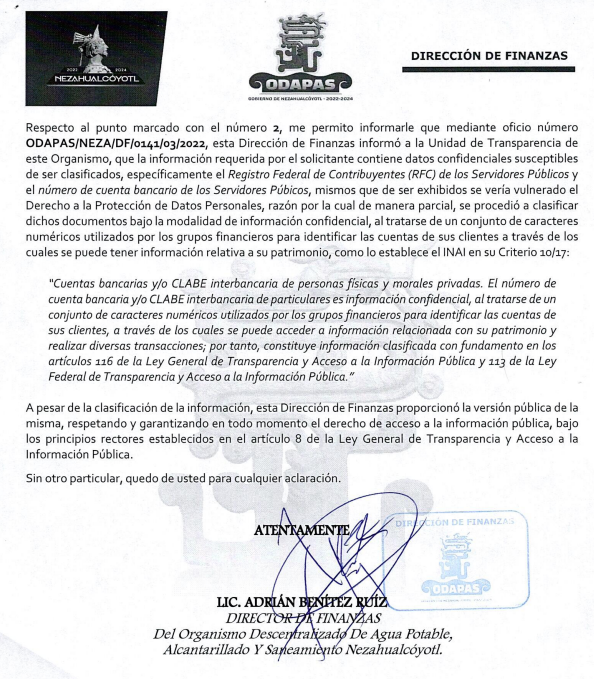 2022 2024
NEZAHUALCÓYOTL
ODAPAS
GOBIERNO DE NEZAHUALCÓYOTL - 2022-2024
DIRECCIÓN DE FINANZAS
Respecto al punto marcado con el número 2, me permito informarle que mediante oficio número
ODAPAS/NEZA/DF/0141/03/2022, esta Dirección de Finanzas informó a la Unidad de Transparencia de
este Organismo, que la información requerida por el solicitante contiene datos confidenciales susceptibles
de ser clasificados, específicamente el Registro Federal de Contribuyentes (RFC) de los Servidores Públicos y
el número de cuenta bancario de los Servidores Púbicos, mismos que de ser exhibidos se vería vulnerado el
Derecho a la Protección de Datos Personales, razón por la cual de manera parcial, se procedió a clasificar
dichos documentos bajo la modalidad de información confidencial, al tratarse de un conjunto de caracteres
numéricos utilizados por los grupos financieros para identificar las cuentas de sus clientes a través de los
cuales se puede tener información relativa a su patrimonio, como lo establece el INAI en su Criterio 10/17:
"Cuentas bancarias y/o CLABE interbancaria de personas físicas y morales privadas. El número de
cuenta bancaria y/o CLABE interbancaria de particulares es información confidencial, al tratarse de un
conjunto de caracteres numéricos utilizados por los grupos financieros para identificar las cuentas de
sus clientes, a través de los cuales se puede acceder a información relacionada con su patrimonio y
realizar diversas transacciones; por tanto, constituye información clasificada con fundamento en los
artículos 116 de la Ley General de Transparencia y Acceso a la Información Pública y 113 de la Ley
Federal de Transparencia y Acceso a la Información Pública."
A pesar de la clasificación de la información, esta Dirección de Finanzas proporcionó la versión pública de la
misma, respetando y garantizando en todo momento el derecho de acceso a la información pública, bajo
los principios rectores establecidos en el artículo 8 de la Ley General de Transparencia y Acceso a la
Información Pública.
Sin otro particular, quedo de usted para cualquier aclaración.
ATENTAMENTE
DIRECCIÓN DE FINANZAS
ODAPAS
LIC. ADRIÁN BENÍTEZ RUÍZ
DIRECTOR DE FINANZAS
Del Organismo Descentralizado De Agua Potable,
Alcantarillado Y Saneamiento Nezahualcóyotl.